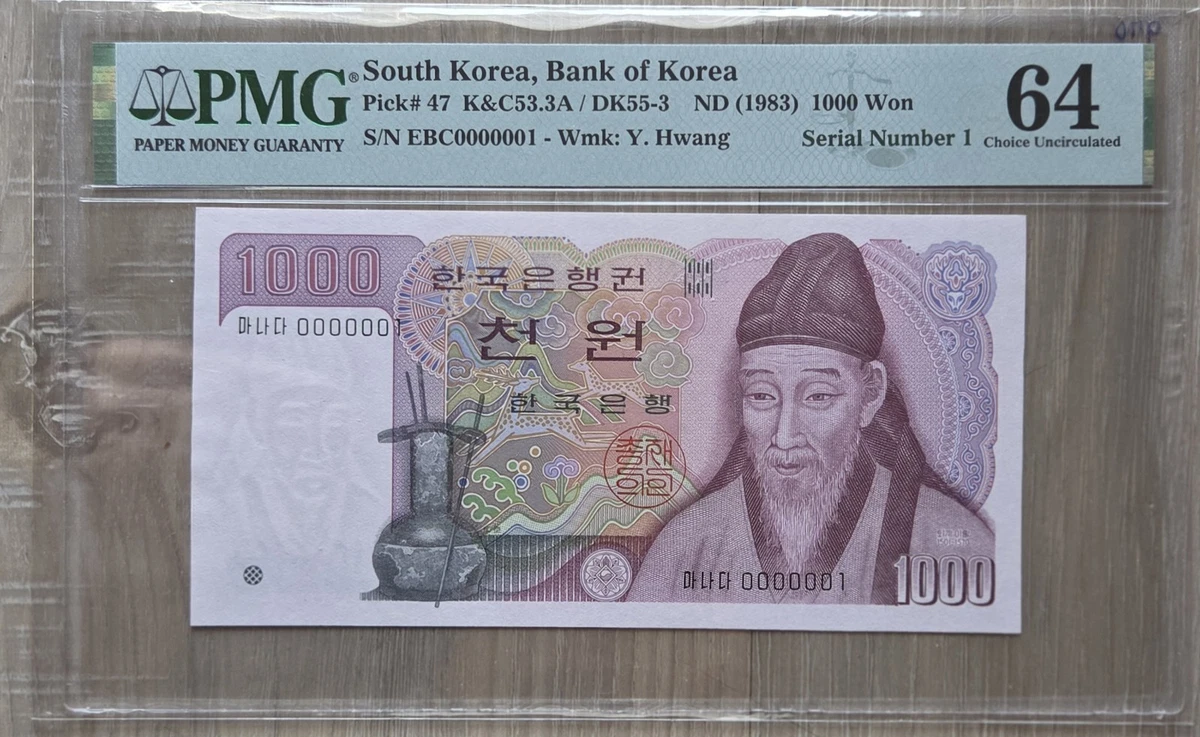 PMG®
PAPER MONEY GUARANTY
South Korea, Bank of Korea
Pick# 47 K&C53.3A / DK55-3 ND (1983) 1000 Won
S/N EBC0000001 - Wmk: Y. Hwang Serial Number 1
64
Choice Uncirculated
1000
한국은행권
마나다 0000001
천 원
한국은행
총재
의인
마나다 0000001
1000